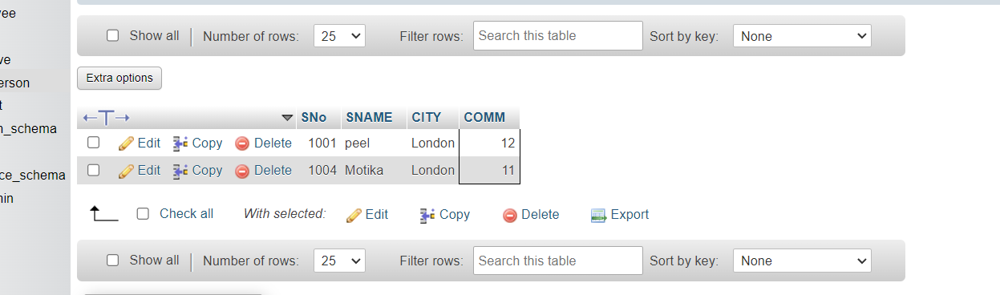 vee
ve
erson
t
n_schema
ce_schema
min
Show all Number of rows: 25 Filter rows: Search this table Sort by key: None
Extra options
SNo SNAME CITY COMM
Edit Copy Delete 1001 peel London 12
Edit Copy Delete 1004 Motika London 11
Check all With selected: Edit Copy Delete Export
Show all Number of rows: 25 Filter rows: Search this table Sort by key: None